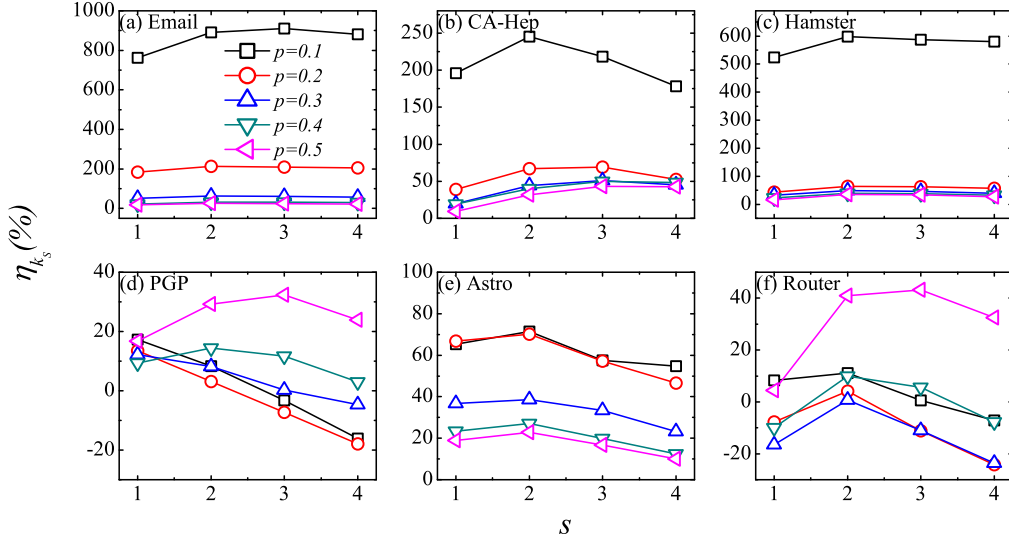 (a) Email
(b) CA-Hep
(c) Hamster
1000
800
600
400
200
0
p=0.1
p=0.2
p=0.3
p=0.4
p=0.5
1 2 3 4
250
200
150
100
50
0
1 2 3 4
600
500
400
300
200
100
50
0
1 2 3 4
η_{k_s}(%)
(d) PGP
(e) Astro
(f) Router
40
20
0
-20
1 2 3 4
100
80
60
40
20
0
1 2 3 4
40
20
0
-20
1 2 3 4
s